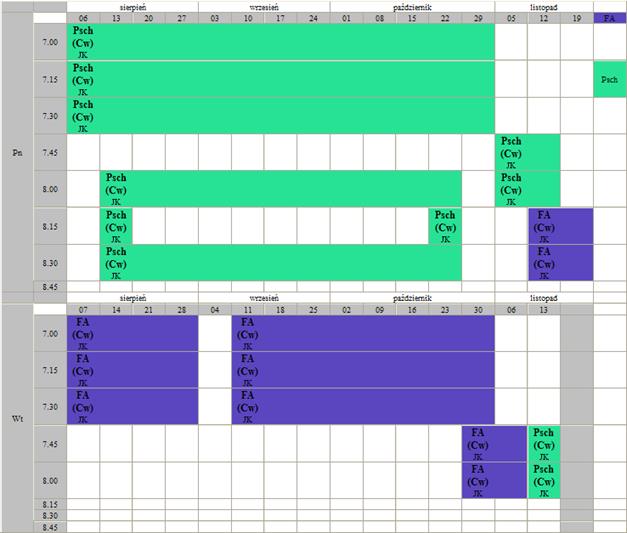 sierpień wrzesień październik listopad
06 13 20 27 03 10 17 24 01 08 15 22 29 05 12 19 FA
Pn
7.00 Psch
(Cw)
JK
7.15 Psch
(Cw)
JK
Psch
7.30 Psch
(Cw)
JK
7.45 Psch
(Cw)
JK
8.00 Psch Psch
(Cw) (Cw)
JK JK
8.15 Psch Psch FA
(Cw) (Cw) (Cw)
JK JK JK
8.30 Psch FA
(Cw) (Cw)
JK JK
8.45
sierpień wrzesień październik listopad
07 14 21 28 04 11 18 25 02 09 16 23 30 06 13
Wt
7.00 FA FA
(Cw) (Cw)
JK JK
7.15 FA FA
(Cw) (Cw)
JK JK
7.30 FA FA
(Cw) (Cw)
JK JK
7.45 FA Psch
(Cw) (Cw)
JK JK
8.00 FA Psch
(Cw) (Cw)
JK JK
8.15
8.30
8.45